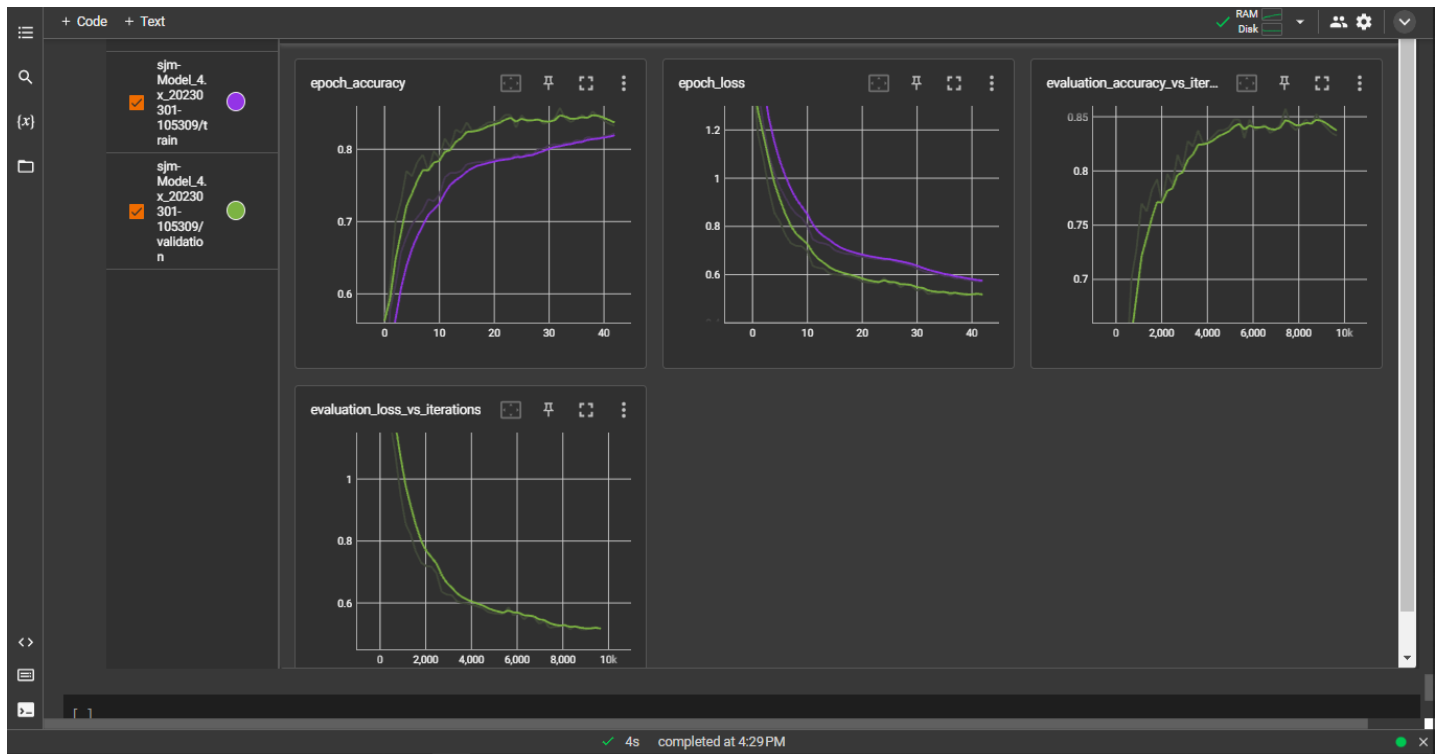 + Code + Text
RAM
Disk
{x}
sjm-
Model_4.
x_20230
301-
105309/t
rain
sjm-
Model_4.
x_20230
301-
105309/
validatio
n
epoch_accuracy
0.8
0.7
0.6
0 10 20 30 40
epoch_loss
1.2
1
0.8
0.6
0 10 20 30 40
evaluation_accuracy_vs_iter...
0.85
0.8
0.75
0.7
0 2,000 4,000 6,000 8,000 10k
evaluation_loss_vs_iterations
1
0.8
0.6
0 2,000 4,000 6,000 8,000 10k
[ ]
4s completed at 4:29 PM